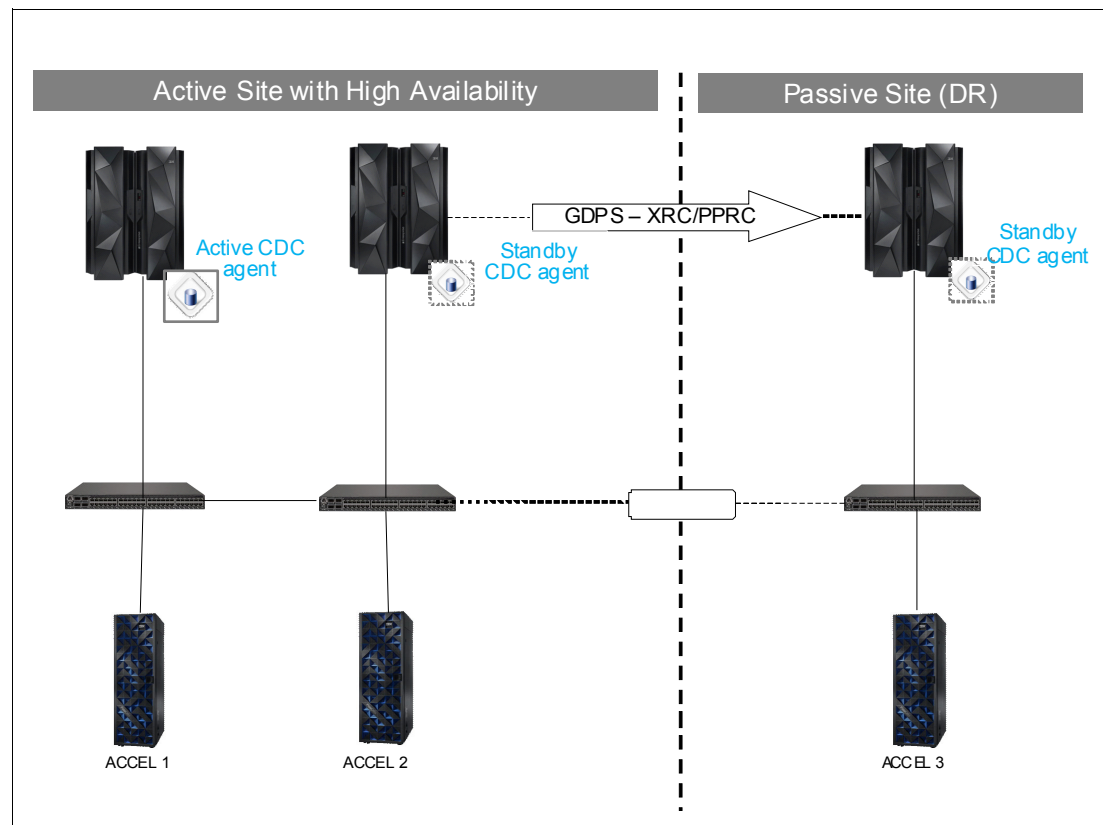 Active Site with High Availability
Passive Site (DR)
GDPS – XRC/PPRC
Active CDC
agent
Standby
CDC agent
Standby
CDC agent
ACCEL 1
ACCEL 2
ACCEL 3